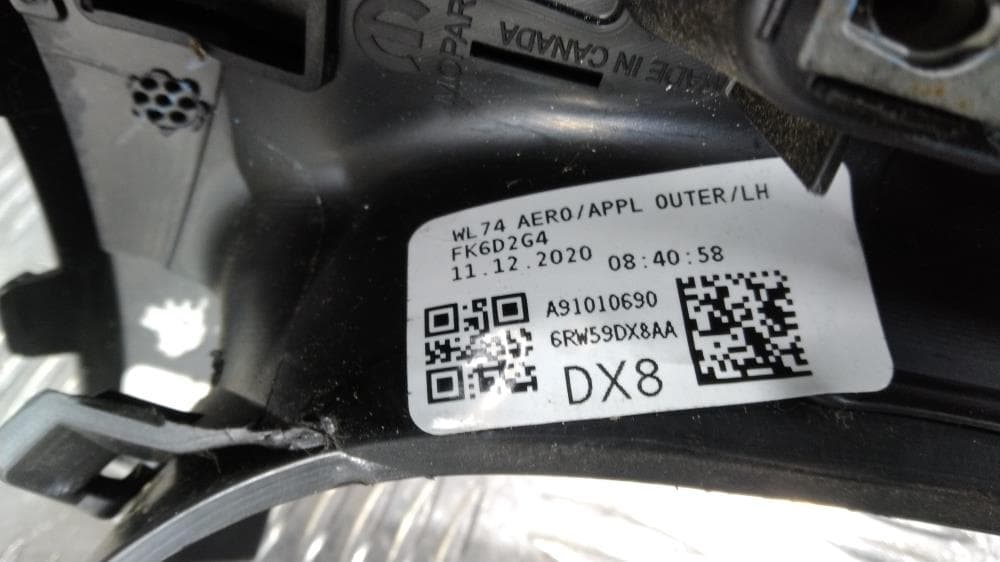 MOPAR
MADE IN CANADA
WL74 AERO/APPL OUTER/LH
FK6D2G4
11.12.2020 08:40:58
A91010690
6RW59DX8AA
DX8